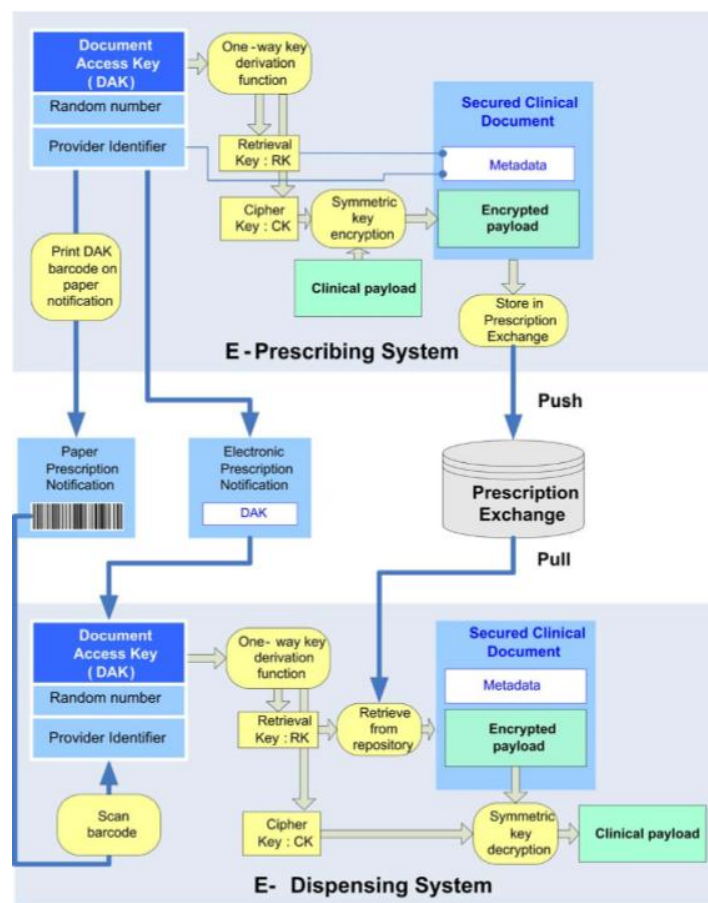 Document
Access Key
(DAK)
Random number
Provider Identifier
One-way key
derivation
function
Retrieval
Key : RK
Cipher
Key : CK
Symmetric
key
encryption
Clinical payload
Secured Clinical
Document
Metadata
Encrypted
payload
Print DAK
barcode on
paper
notification
Store in
Prescription
Exchange
E - Prescribing System
Push
Paper
Prescription
Notification
Electronic
Prescription
Notification
DAK
Prescription
Exchange
Pull
Document
Access Key
(DAK)
Random number
Provider Identifier
One- way key
derivation
function
Retrieval
Key : RK
Retrieve
from
repository
Secured Clinical
Document
Metadata
Encrypted
payload
Scan
barcode
Cipher
Key : CK
Symmetric
key
decryption
Clinical payload
E- Dispensing System